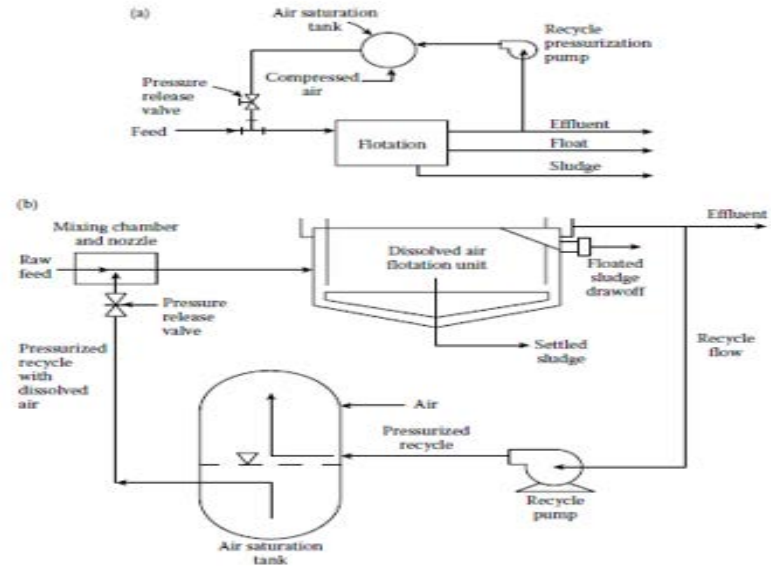 (a)
Air saturation
tank
Recycle
pressurization
pump
Compressed
air
Pressure
release
valve
Feed
Flotation
Effluent
Float
Sludge
(b)
Mixing chamber
and nozzle
Raw
feed
Pressure
release
valve
Pressurized
recycle
with
dissolved
air
Dissolved air
flotation unit
Effluent
Floated
sludge
drawoff
Settled
sludge
Recycle
flow
Air
Pressurized
recycle
Recycle
pump
Air saturation
tank